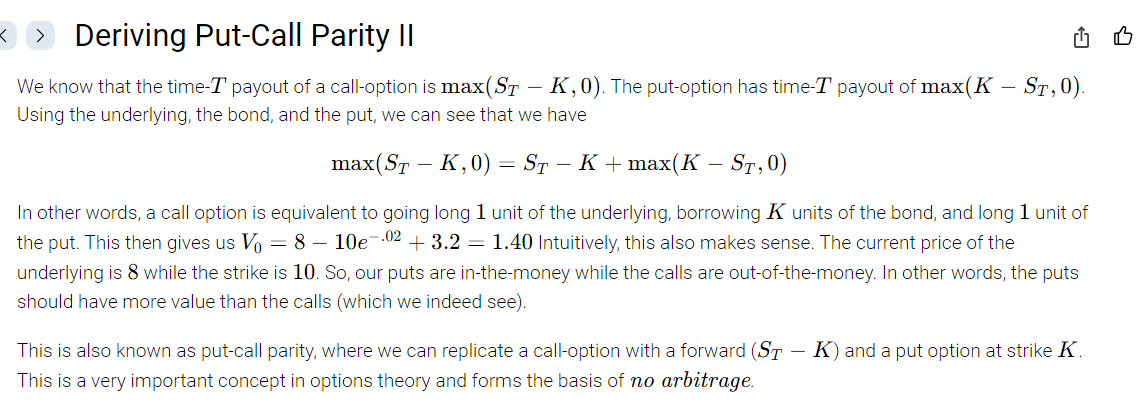 Deriving Put-Call Parity II
We know that the time-T payout of a call-option is max(S_T − K, 0). The put-option has time-T payout of max(K − S_T, 0).
Using the underlying, the bond, and the put, we can see that we have
max(S_T − K, 0) = S_T − K + max(K − S_T, 0)
In other words, a call option is equivalent to going long 1 unit of the underlying, borrowing K units of the bond, and long 1 unit of
the put. This then gives us V_0 = 8 − 10e^{−.02} + 3.2 = 1.40 Intuitively, this also makes sense. The current price of the
underlying is 8 while the strike is 10. So, our puts are in-the-money while the calls are out-of-the-money. In other words, the puts
should have more value than the calls (which we indeed see).
This is also known as put-call parity, where we can replicate a call-option with a forward (S_T − K) and a put option at strike K.
This is a very important concept in options theory and forms the basis of no arbitrage.